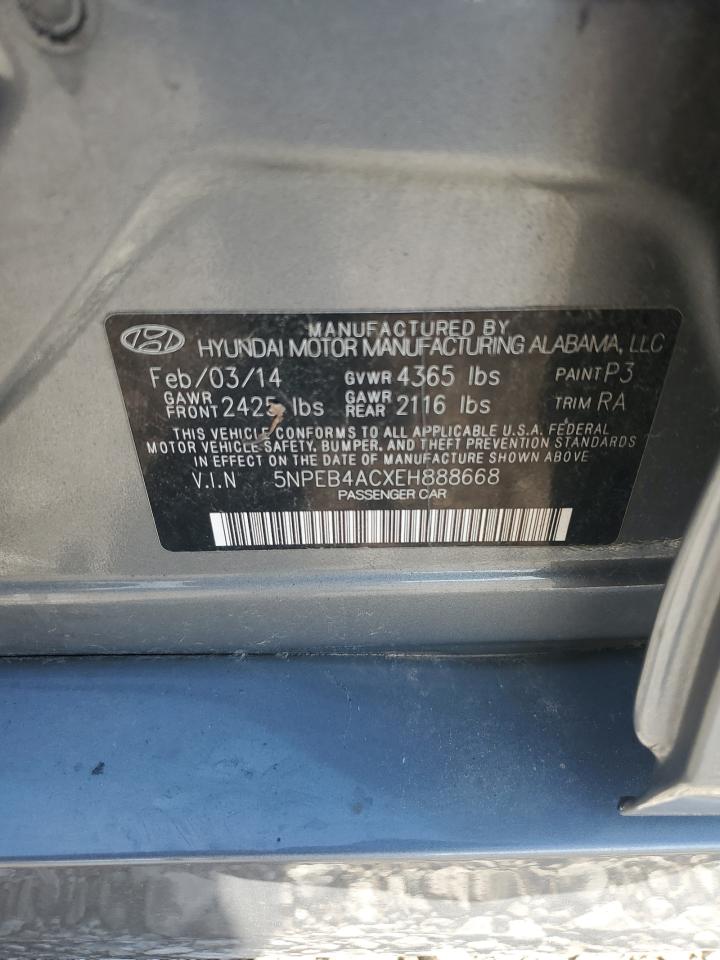 MANUFACTURED BY
HYUNDAI MOTOR MANUFACTURING ALABAMA, LLC
Feb/03/14 GVWR 4365 lbs PAINT P3
GAWR FRONT 2425 lbs GAWR REAR 2116 lbs TRIM RA
THIS VEHICLE CONFORMS TO ALL APPLICABLE U.S.A. FEDERAL
MOTOR VEHICLE SAFETY, BUMPER, AND THEFT PREVENTION STANDARDS
IN EFFECT ON THE DATE OF MANUFACTURE SHOWN ABOVE
V.I.N 5NPEB4ACXEH888668
PASSENGER CAR